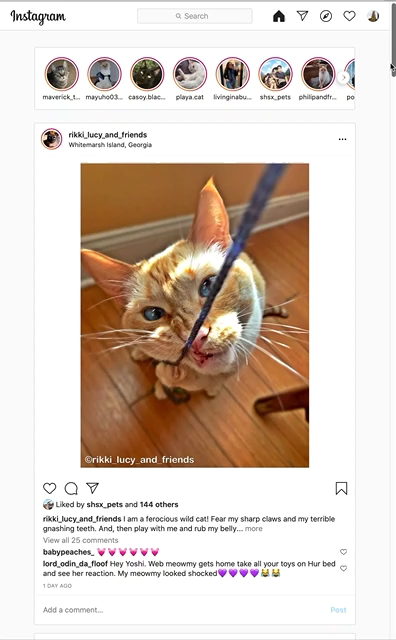 Instagram
Search
maverick_t...
mayuho03...
casoy.blac...
playa.cat
livinginabu...
shsx_pets
philipandfr...
po
rikki_lucy_and_friends
Whitemarsh Island, Georgia
©rikki_lucy_and_friends
Liked by shsx_pets and 144 others
rikki_lucy_and_friends I am a ferocious wild cat! Fear my sharp claws and my terrible
gnashing teeth. And, then play with me and rub my belly... more
View all 25 comments
babypeaches_ 💓💓💓💓💓💓
lord_odin_da_floof Hey Yoshi. Web meowmy gets home take all your toys on Hur bed
and see her reaction. My meowmy looked shocked💜💜💜💜😹😹
1 DAY AGO
Add a comment...
Post